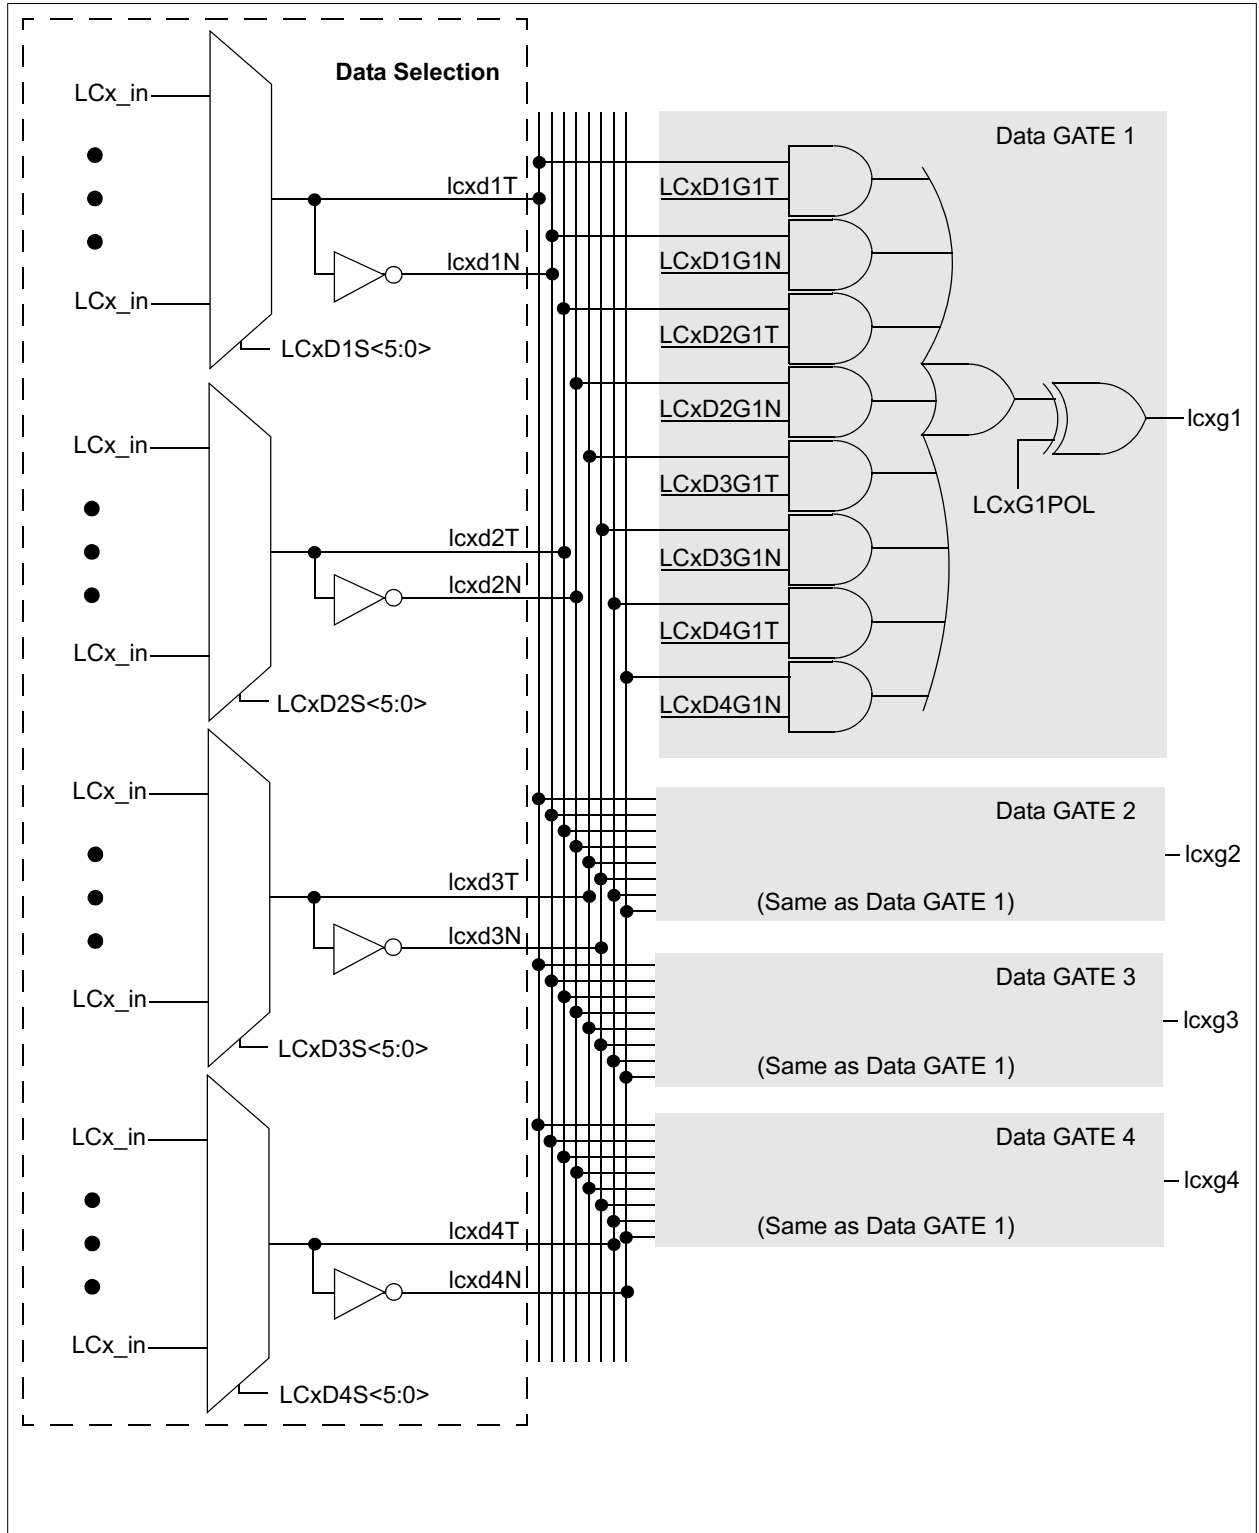 Data Selection
LCx_in
LCx_in
lcxd1T
lcxd1N
LCxD1S<5:0>
LCx_in
LCx_in
lcxd2T
lcxd2N
LCxD2S<5:0>
LCx_in
LCx_in
lcxd3T
lcxd3N
LCxD3S<5:0>
LCx_in
LCx_in
lcxd4T
lcxd4N
LCxD4S<5:0>
Data GATE 1
LCxD1G1T
LCxD1G1N
LCxD2G1T
LCxD2G1N
LCxD3G1T
LCxD3G1N
LCxD4G1T
LCxD4G1N
LCxG1POL
lcxg1
Data GATE 2
(Same as Data GATE 1)
lcxg2
Data GATE 3
(Same as Data GATE 1)
lcxg3
Data GATE 4
(Same as Data GATE 1)
lcxg4